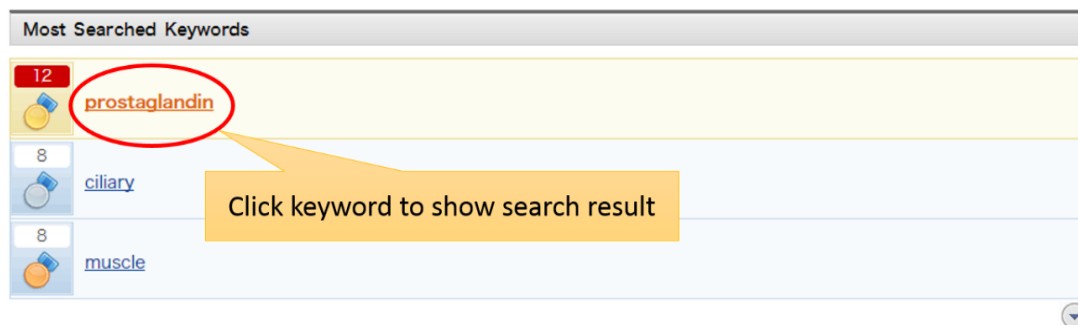 Most Searched Keywords
12
prostaglandin
8
ciliary
Click keyword to show search result
8
muscle